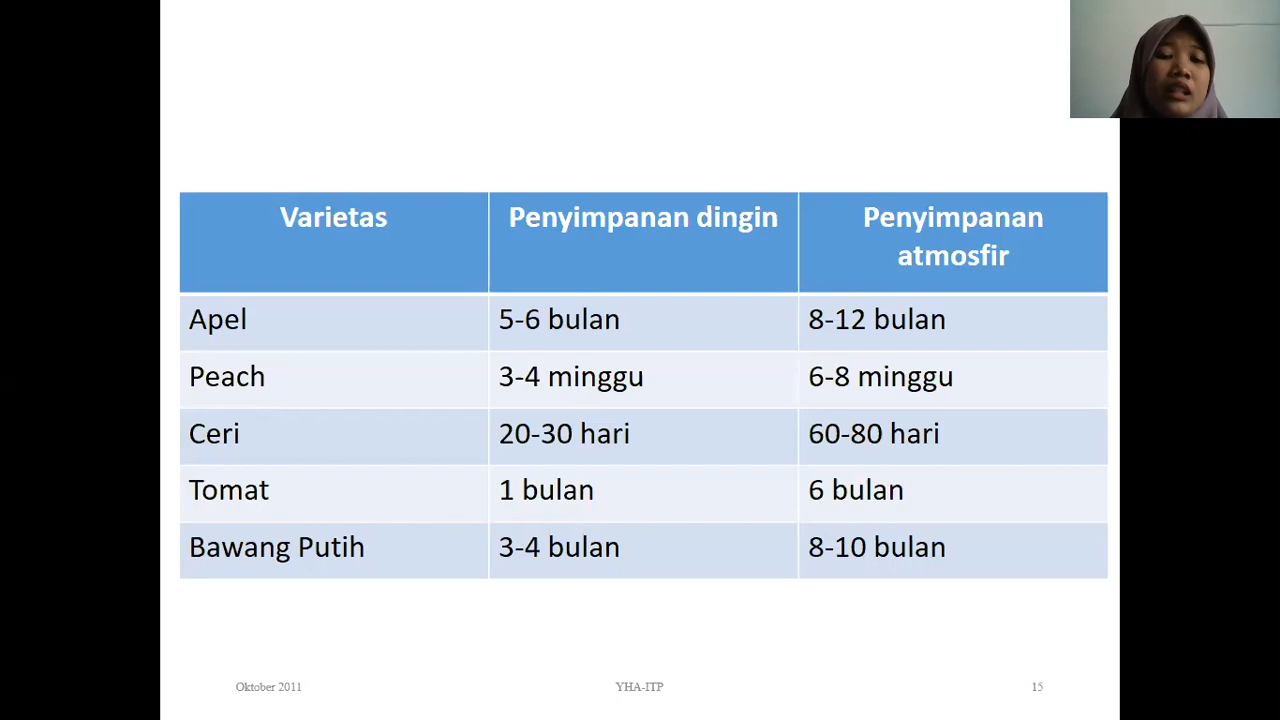 Varietas
Penyimpanan dingin
Penyimpanan
atmosfir
Apel
5-6 bulan
8-12 bulan
Peach
3-4 minggu
6-8 minggu
Ceri
20-30 hari
60-80 hari
Tomat
1 bulan
6 bulan
Bawang Putih
3-4 bulan
8-10 bulan
Oktober 2011
YHA-ITP
15